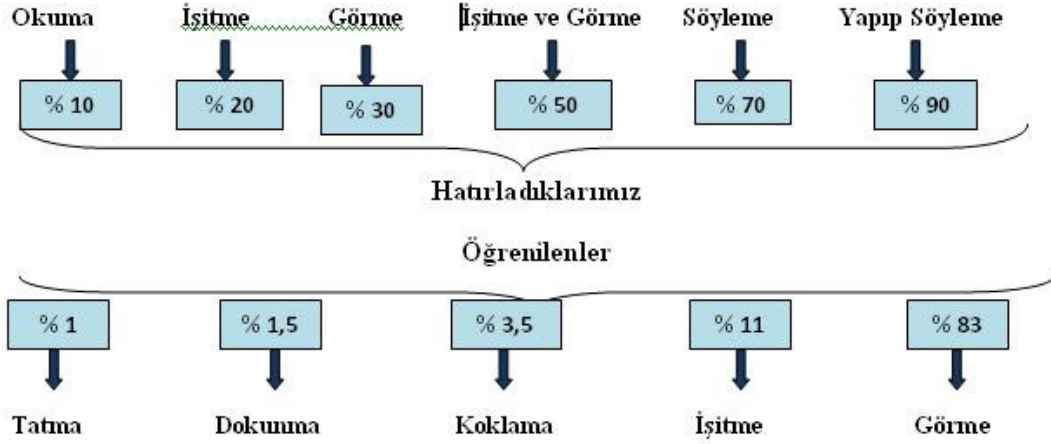 Okuma İşitme Görme İşitme ve Görme Söyleme Yapıp Söyleme
% 10 % 20 % 30 % 50 % 70 % 90
Hatırladıklarımız
Öğrenilenler
% 1 % 1,5 % 3,5 % 11 % 83
Tatma Dokunma Koklama İşitme Görme